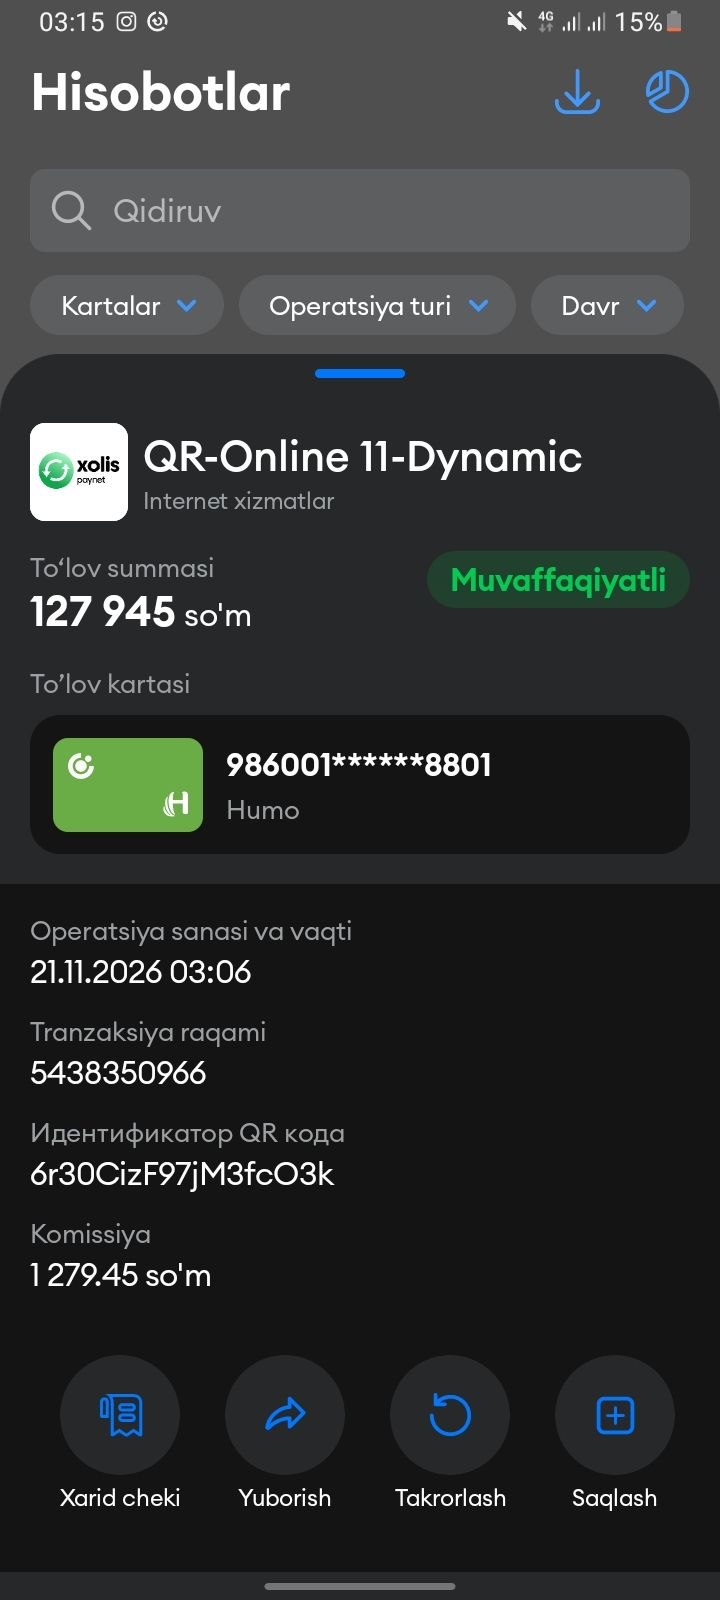 03:15 4G 15%
Hisobotlar
Qidiruv
Kartalar Operatsiya turi Davr
xolis
paynet
QR-Online 11-Dynamic
Internet xizmatlar
To‘lov summasi
127 945 so'm
Muvaffaqiyatli
To’lov kartasi
986001******8801
H
Humo
Operatsiya sanasi va vaqti
21.11.2026 03:06
Tranzaksiya raqami
5438350966
Идентификатор QR кода
6r30CizF97jM3fcO3k
Komissiya
1 279.45 so'm
Xarid cheki Yuborish Takrorlash Saqlash